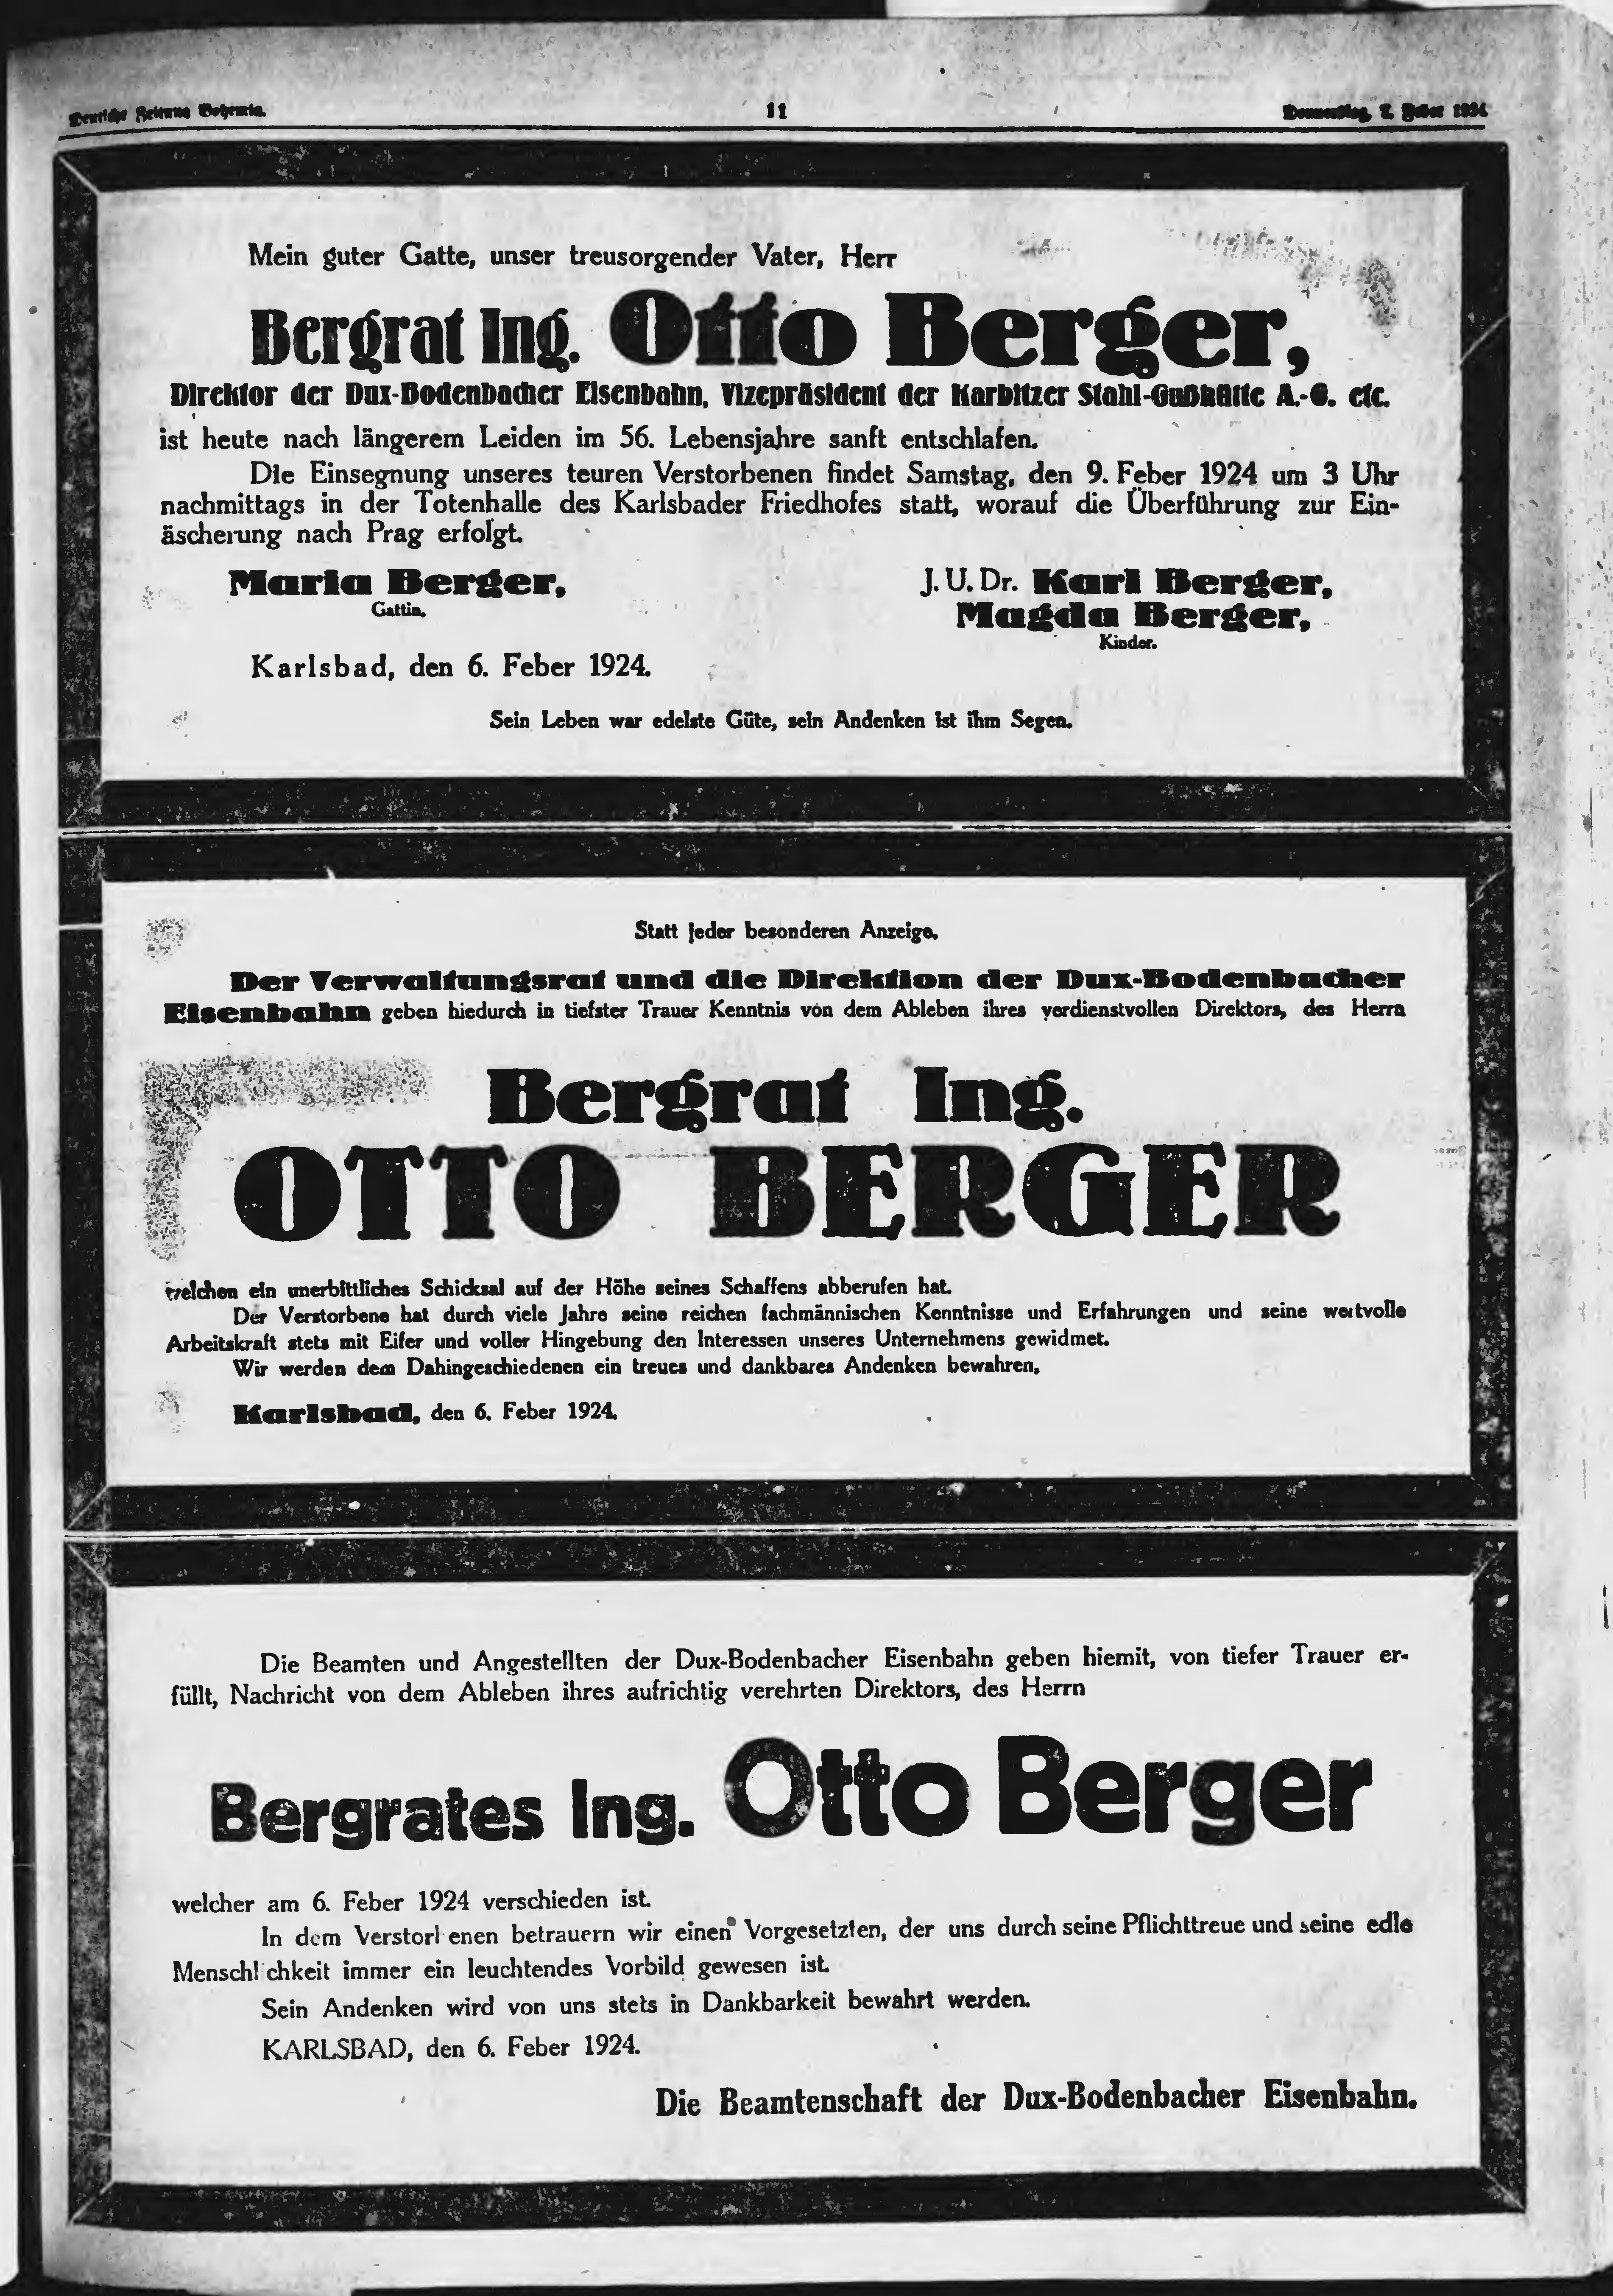 Deutsche Zeitung Bohemia.
11
Donnerstag, 7. Feber 1924
Mein guter Gatte, unser treusorgender Vater, Herr
Bergrat Ing. Otto Berger,
Direktor der Dux-Bodenbacher Eisenbahn, Vizepräsident der Karbitzer Stahl-Gußhütte A.-G. etc.
ist heute nach längerem Leiden im 56. Lebensjahre sanft entschlafen.
Die Einsegnung unseres teuren Verstorbenen findet Samstag, den 9. Feber 1924 um 3 Uhr
nachmittags in der Totenhalle des Karlsbader Friedhofes statt, worauf die Überführung zur Ein-
äscherung nach Prag erfolgt.
Maria Berger,
Gattin.
J. U. Dr. Karl Berger,
Magda Berger,
Kinder.
Karlsbad, den 6. Feber 1924.
Sein Leben war edelste Güte, sein Andenken ist ihm Segen.
Statt jeder besonderen Anzeige.
Der Verwaltungsrat und die Direktion der Dux-Bodenbacher
Eisenbahn geben hiedurch in tiefster Trauer Kenntnis von dem Ableben ihres verdienstvollen Direktors, des Herrn
Bergrat Ing.
OTTO BERGER
welchen ein unerbittliches Schicksal auf der Höhe seines Schaffens abberufen hat.
Der Verstorbene hat durch viele Jahre seine reichen fachmännischen Kenntnisse und Erfahrungen und seine wertvolle
Arbeitskraft stets mit Eifer und voller Hingebung den Interessen unseres Unternehmens gewidmet.
Wir werden dem Dahingeschiedenen ein treues und dankbares Andenken bewahren.
Karlsbad, den 6. Feber 1924.
Die Beamten und Angestellten der Dux-Bodenbacher Eisenbahn geben hiemit, von tiefer Trauer er-
füllt, Nachricht von dem Ableben ihres aufrichtig verehrten Direktors, des Herrn
Bergrates Ing. Otto Berger
welcher am 6. Feber 1924 verschieden ist.
In dem Verstorbenen betrauern wir einen Vorgesetzten, der uns durch seine Pflichttreue und seine edle
Menschlichkeit immer ein leuchtendes Vorbild gewesen ist.
Sein Andenken wird von uns stets in Dankbarkeit bewahrt werden.
KARLSBAD, den 6. Feber 1924.
Die Beamtenschaft der Dux-Bodenbacher Eisenbahn.